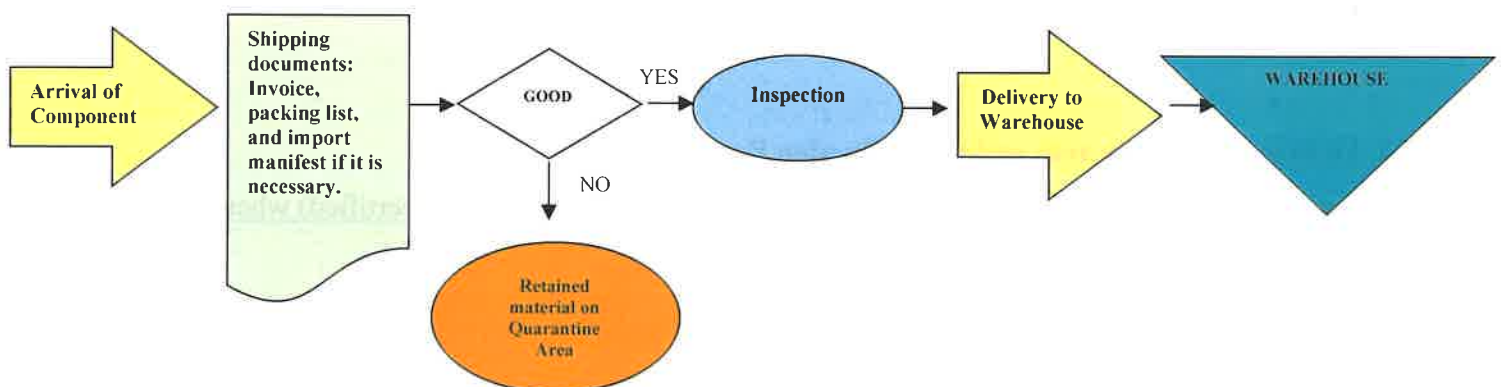 Arrival of
Component
Shipping
documents:
Invoice,
packing list,
and import
manifest if it is
necessary.
GOOD
YES
NO
Retained
material on
Quarantine
Area
Inspection
Delivery to
Warehouse
WAREHOUSE